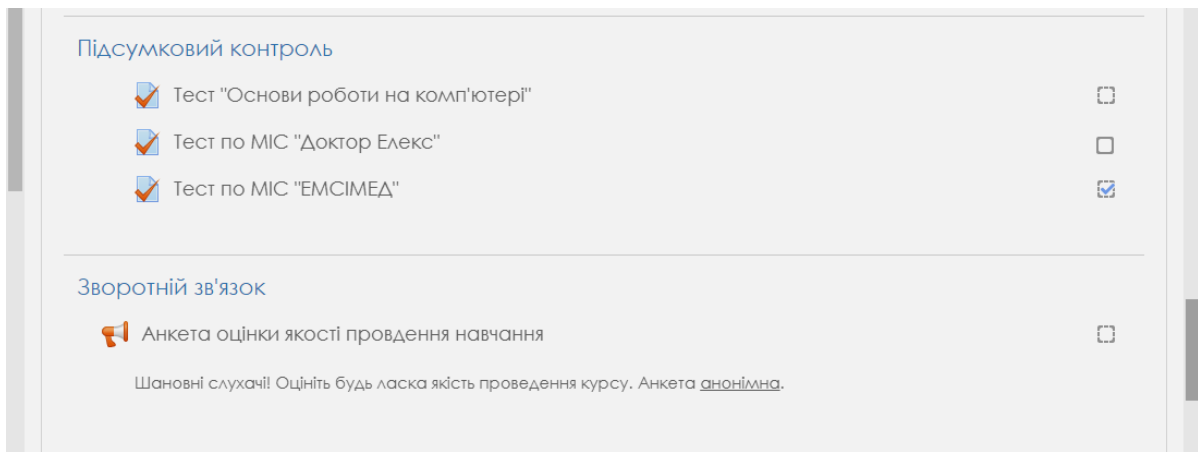 Підсумковий контроль
Тест "Основи роботи на комп'ютері"
Тест по МІС "Доктор Елекс"
Тест по МІС "ЕМСІМЕД"
Зворотній зв'язок
Анкета оцінки якості провдення навчання
Шановні слухачі! Оцініть будь ласка якість проведення курсу. Анкета анонімна.